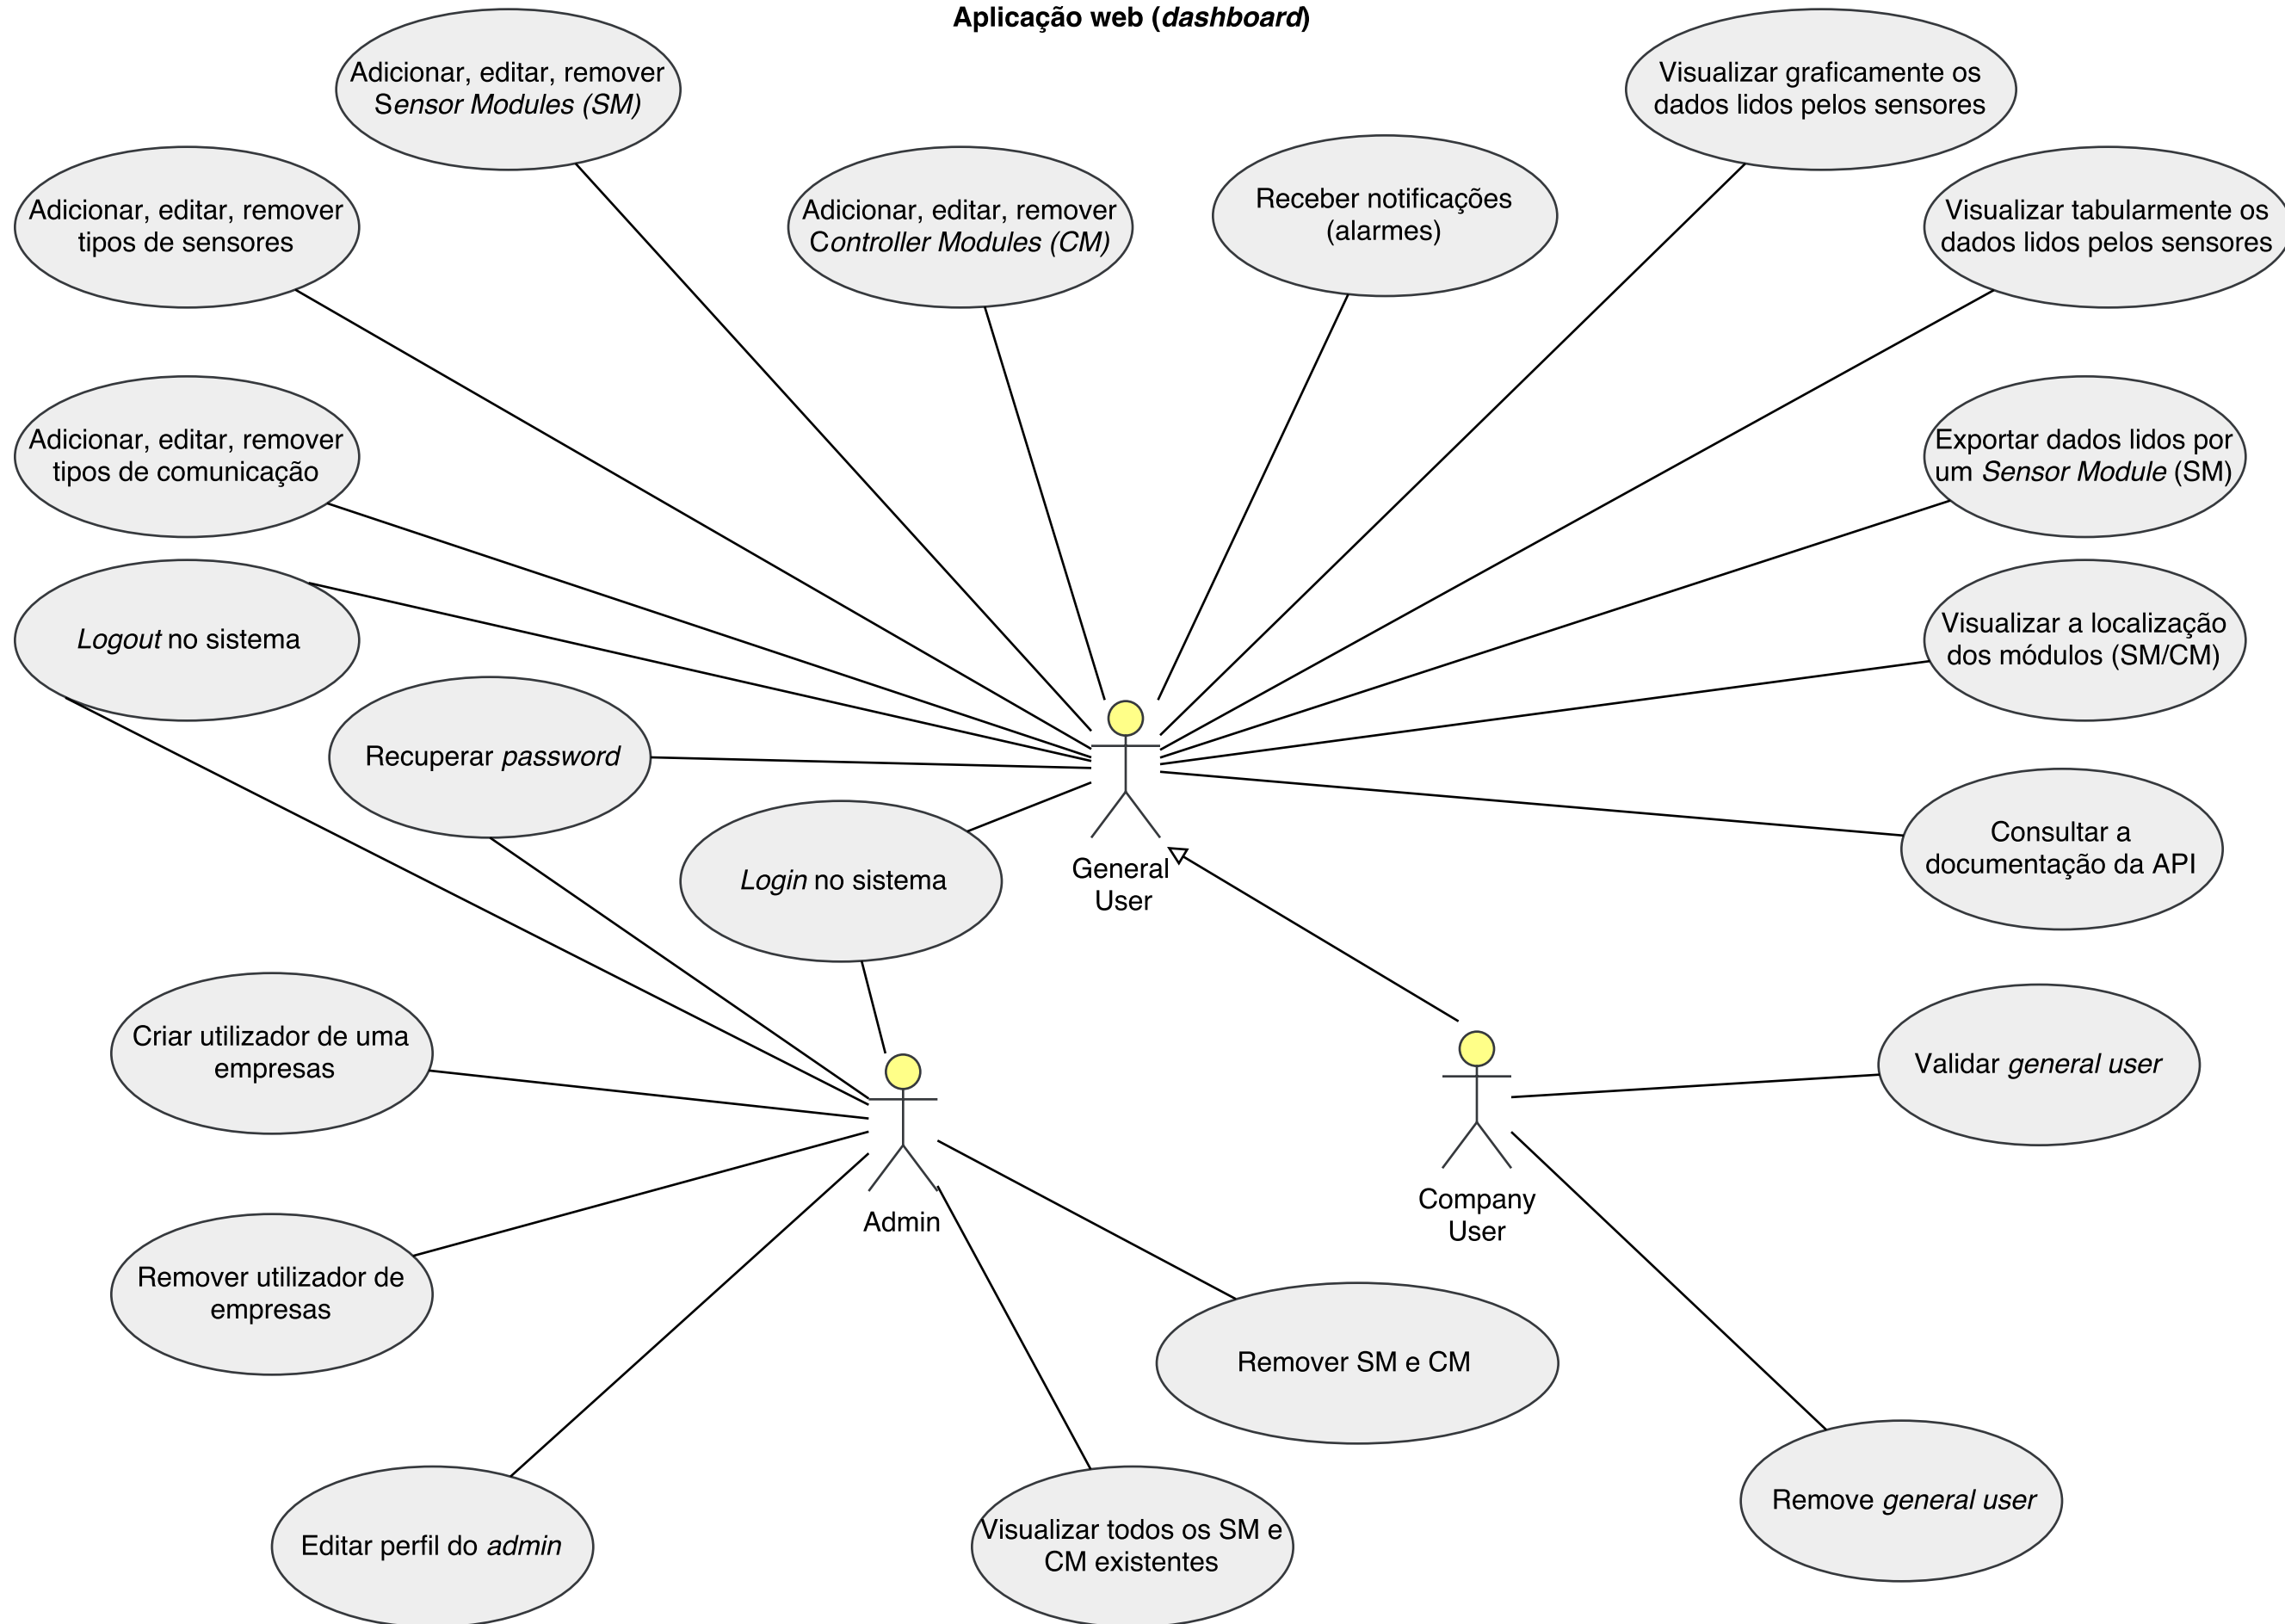 Aplicação web (dashboard)
Adicionar, editar, remover
Sensor Modules (SM)
Visualizar graficamente os
dados lidos pelos sensores
Adicionar, editar, remover
tipos de sensores
Adicionar, editar, remover
Controller Modules (CM)
Receber notificações
(alarmes)
Visualizar tabularmente os
dados lidos pelos sensores
Adicionar, editar, remover
tipos de comunicação
Exportar dados lidos por
um Sensor Module (SM)
Logout no sistema
Visualizar a localização
dos módulos (SM/CM)
Recuperar password
Login no sistema
General
User
Consultar a
documentação da API
Criar utilizador de uma
empresas
Validar general user
Admin
Company
User
Remover utilizador de
empresas
Remover SM e CM
Remove general user
Editar perfil do admin
Visualizar todos os SM e
CM existentes